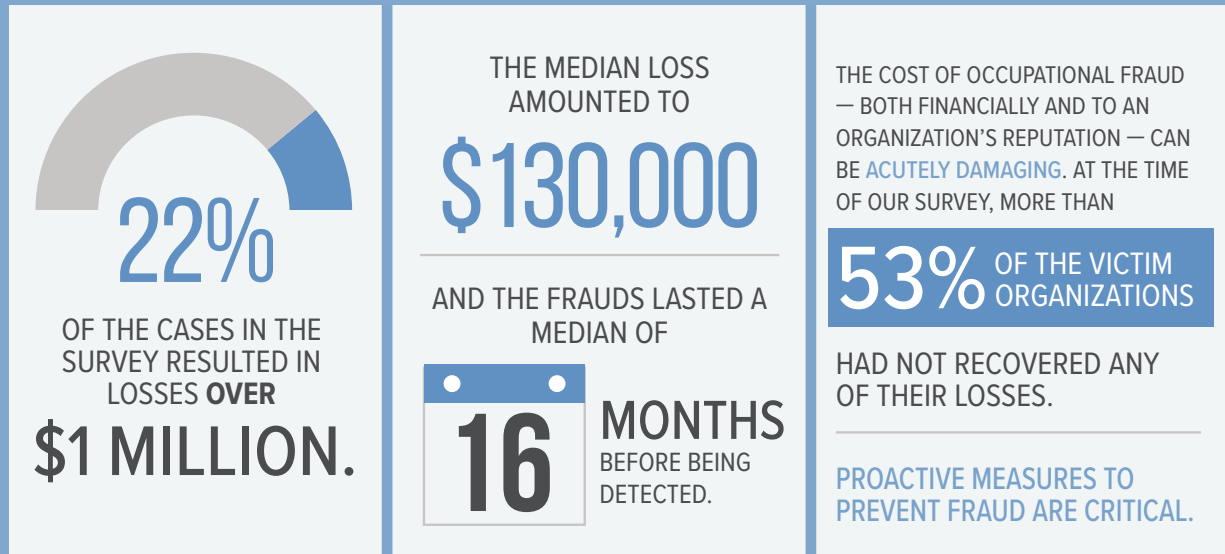 22%
OF THE CASES IN THE
SURVEY RESULTED IN
LOSSES OVER
$1 MILLION.
THE MEDIAN LOSS
AMOUNTED TO
$130,000
AND THE FRAUDS LASTED A
MEDIAN OF
16
MONTHS
BEFORE BEING
DETECTED.
THE COST OF OCCUPATIONAL FRAUD
— BOTH FINANCIALLY AND TO AN
ORGANIZATION'S REPUTATION — CAN
BE ACUTELY DAMAGING. AT THE TIME
OF OUR SURVEY, MORE THAN
53% OF THE VICTIM
ORGANIZATIONS
HAD NOT RECOVERED ANY
OF THEIR LOSSES.
PROACTIVE MEASURES TO
PREVENT FRAUD ARE CRITICAL.